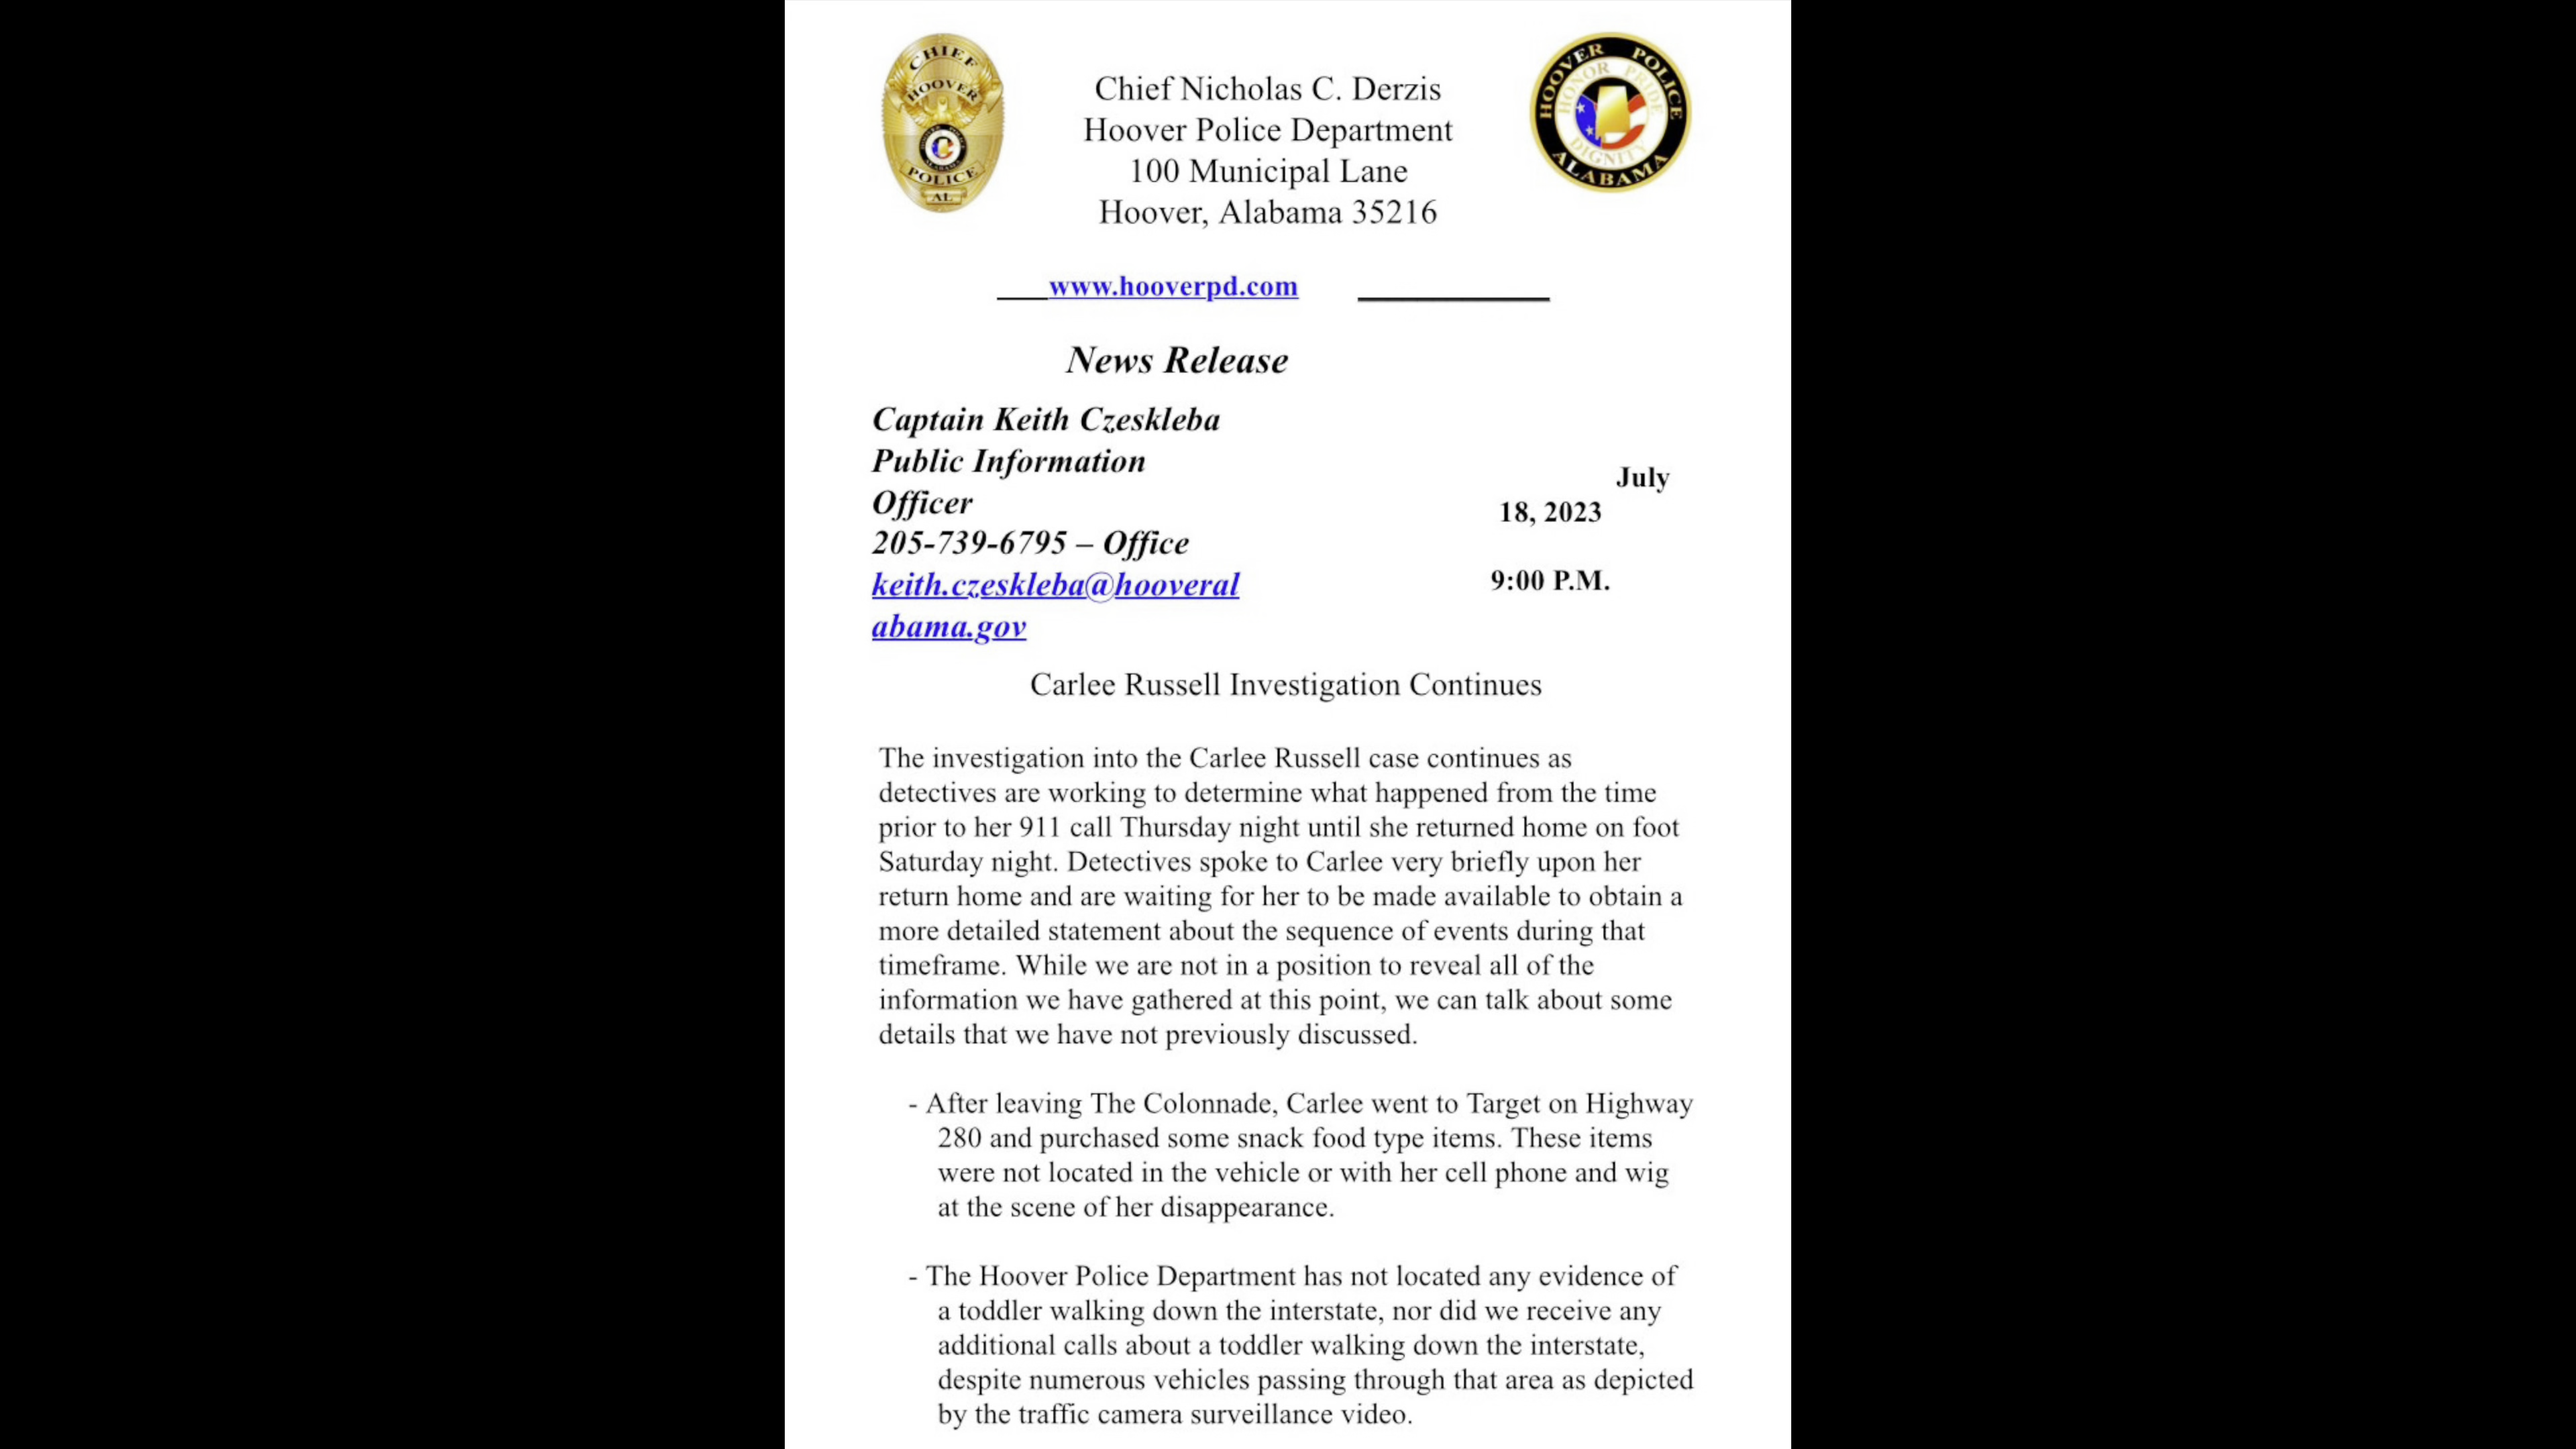 CHIEF
HOOVER
POLICE
AL
Chief Nicholas C. Derzis
Hoover Police Department
100 Municipal Lane
Hoover, Alabama 35216
HOOVER POLICE
HONOR PRIDE
DIGNITY
ALABAMA
www.hooverpd.com
News Release
Captain Keith Czeskleba
Public Information
Officer
205-739-6795 – Office
keith.czeskleba@hooveral
abama.gov
July
18, 2023
9:00 P.M.
Carlee Russell Investigation Continues
The investigation into the Carlee Russell case continues as
detectives are working to determine what happened from the time
prior to her 911 call Thursday night until she returned home on foot
Saturday night. Detectives spoke to Carlee very briefly upon her
return home and are waiting for her to be made available to obtain a
more detailed statement about the sequence of events during that
timeframe. While we are not in a position to reveal all of the
information we have gathered at this point, we can talk about some
details that we have not previously discussed.
- After leaving The Colonnade, Carlee went to Target on Highway
280 and purchased some snack food type items. These items
were not located in the vehicle or with her cell phone and wig
at the scene of her disappearance.
- The Hoover Police Department has not located any evidence of
a toddler walking down the interstate, nor did we receive any
additional calls about a toddler walking down the interstate,
despite numerous vehicles passing through that area as depicted
by the traffic camera surveillance video.